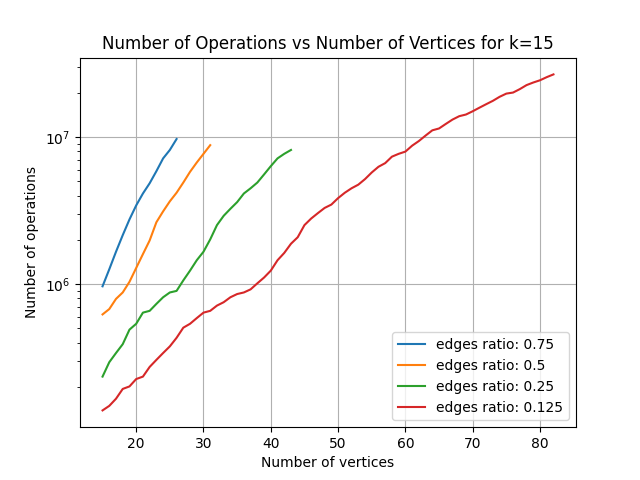 Number of Operations vs Number of Vertices for k=15
Number of operations
10^7
10^6
20 30 40 50 60 70 80
Number of vertices
edges ratio: 0.75
edges ratio: 0.5
edges ratio: 0.25
edges ratio: 0.125